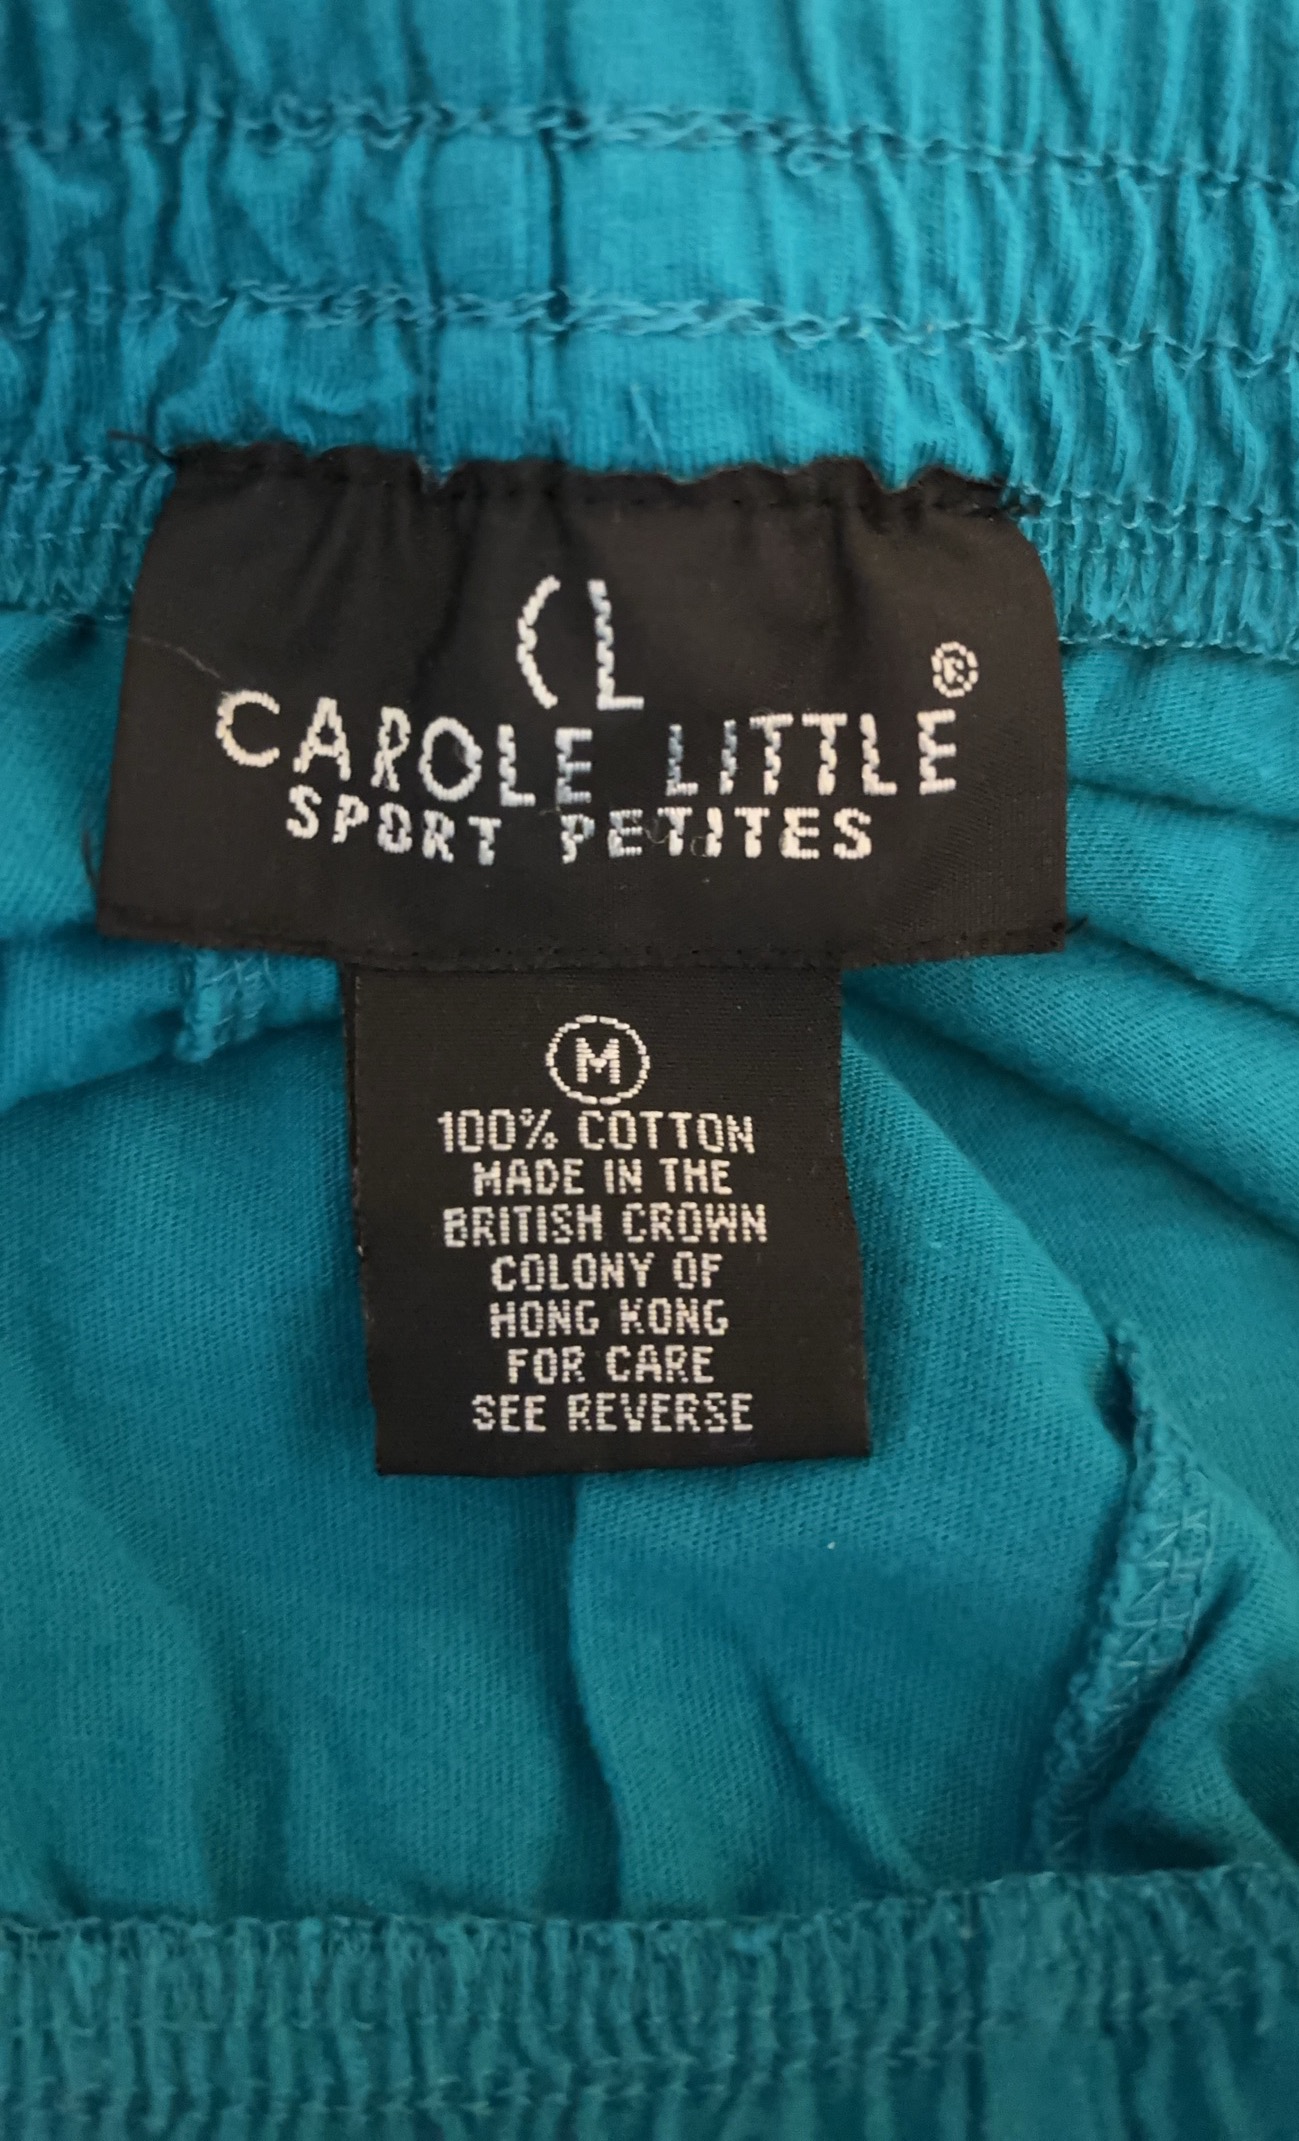 CL
CAROLE LITTLE®
SPORT PETITES
M
100% COTTON
MADE IN THE
BRITISH CROWN
COLONY OF
HONG KONG
FOR CARE
SEE REVERSE